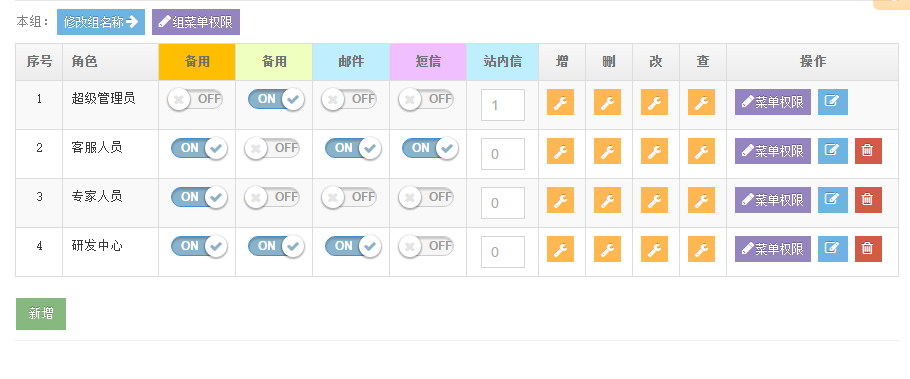 本组： 修改组名称 组菜单权限
序号 角色 备用 备用 邮件 短信 站内信 增 删 改 查 操作
1 超级管理员 OFF ON OFF OFF 1 菜单权限
2 客服人员 ON OFF ON ON 0 菜单权限
3 专家人员 ON OFF OFF OFF 0 菜单权限
4 研发中心 ON ON ON OFF 0 菜单权限
新增